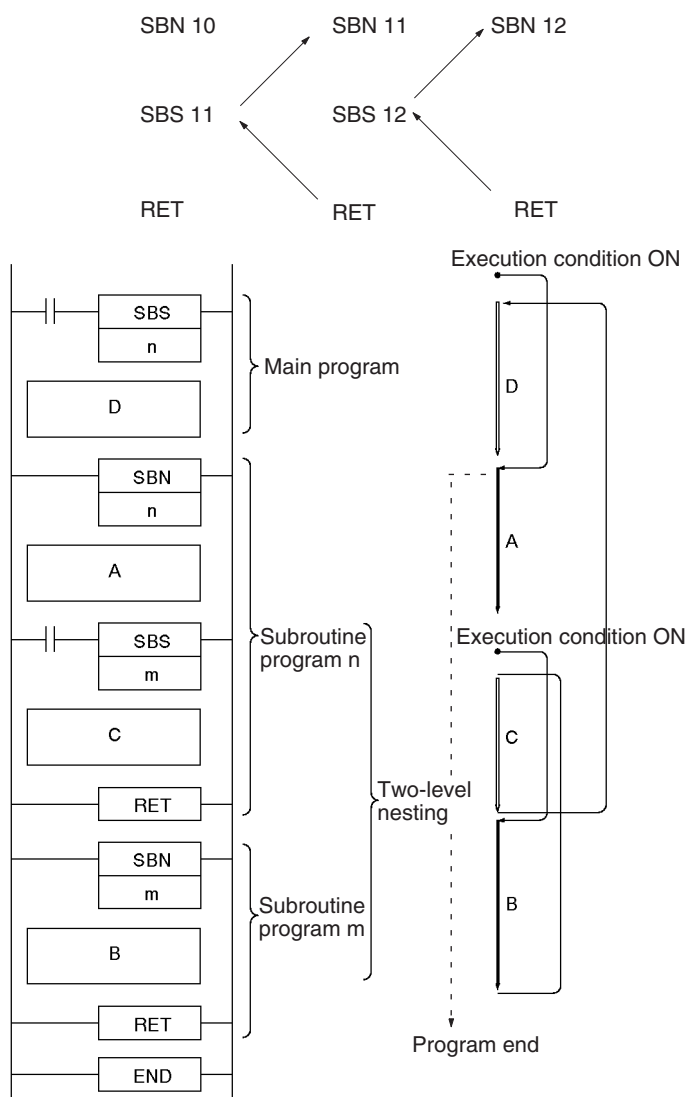 SBN 10
SBN 11
SBN 12
SBS 11
SBS 12
RET
RET
RET
Execution condition ON
SBS
n
Main program
D
D
SBN
n
A
A
SBS
m
Subroutine
program n
Execution condition ON
C
C
RET
Two-level
nesting
SBN
m
Subroutine
program m
B
B
RET
Program end
END